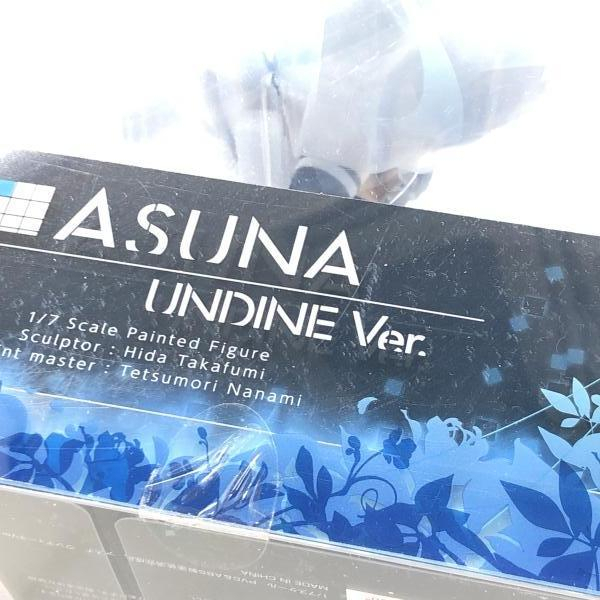 ASUNA
UNDINE Ver.
1/7 Scale Painted Figure
Sculptor : Hida Takafumi
nt master : Tetsumori Nanami
MADE IN CHINA